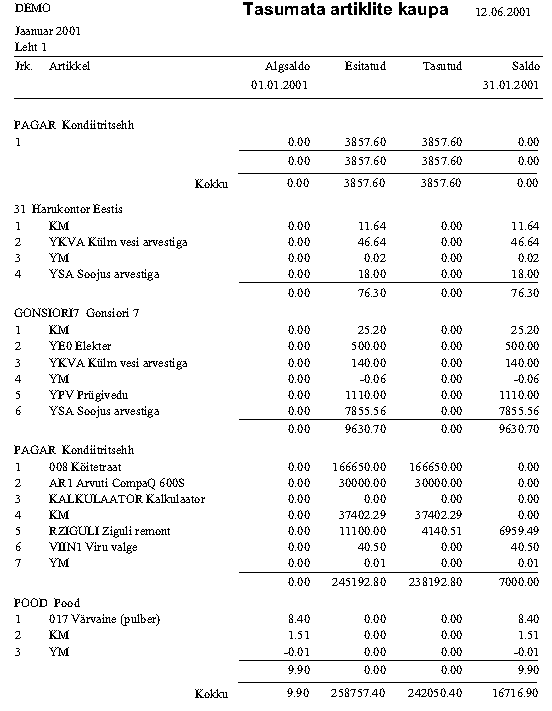 DEMO Tasumata artiklite kaupa 12.06.2001
Jaanuar 2001
Leht 1
Jrk. Artikkel Algsaldo Esitatud Tasutud Saldo
01.01.2001 31.01.2001
PAGAR Kondiitritsehh
1 0.00 3857.60 3857.60 0.00
0.00 3857.60 3857.60 0.00
Kokku 0.00 3857.60 3857.60 0.00
31 Harukontor Eestis
1 KM 0.00 11.64 0.00 11.64
2 YKVA Külm vesi arvestiga 0.00 46.64 0.00 46.64
3 YM 0.00 0.02 0.00 0.02
4 YSA Soojus arvestiga 0.00 18.00 0.00 18.00
0.00 76.30 0.00 76.30
GONSIORI7 Gonsiori 7
1 KM 0.00 25.20 0.00 25.20
2 YE0 Elekter 0.00 500.00 0.00 500.00
3 YKVA Külm vesi arvestiga 0.00 140.00 0.00 140.00
4 YM 0.00 -0.06 0.00 -0.06
5 YPV Prügivedu 0.00 1110.00 0.00 1110.00
6 YSA Soojus arvestiga 0.00 7855.56 0.00 7855.56
0.00 9630.70 0.00 9630.70
PAGAR Kondiitritsehh
1 008 Köitetraat 0.00 166650.00 166650.00 0.00
2 AR1 Arvuti CompaQ 600S 0.00 30000.00 30000.00 0.00
3 KALKULAATOR Kalkulaator 0.00 0.00 0.00 0.00
4 KM 0.00 37402.29 37402.29 0.00
5 RZIGULI Ziguli remont 0.00 11100.00 4140.51 6959.49
6 VIIN1 Viru valge 0.00 40.50 0.00 40.50
7 YM 0.00 0.01 0.00 0.01
0.00 245192.80 238192.80 7000.00
POOD Pood
1 017 Värvaine (pulber) 8.40 0.00 0.00 8.40
2 KM 1.51 0.00 0.00 1.51
3 YM -0.01 0.00 0.00 -0.01
9.90 0.00 0.00 9.90
Kokku 9.90 258757.40 242050.40 16716.90